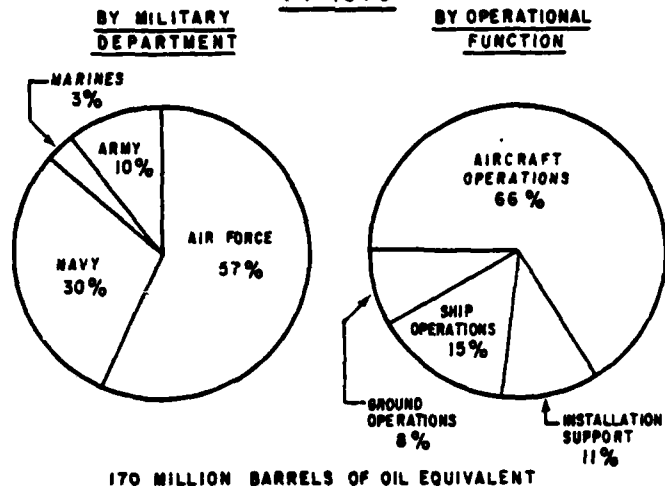 BY MILITARY
DEPARTMENT
MARINES
3%
ARMY
10%
NAVY
30%
AIR FORCE
57%
BY OPERATIONAL
FUNCTION
AIRCRAFT
OPERATIONS
66%
SHIP
OPERATIONS
15%
GROUND
OPERATIONS
8%
INSTALLATION
SUPPORT
11%
170 MILLION BARRELS OF OIL EQUIVALENT